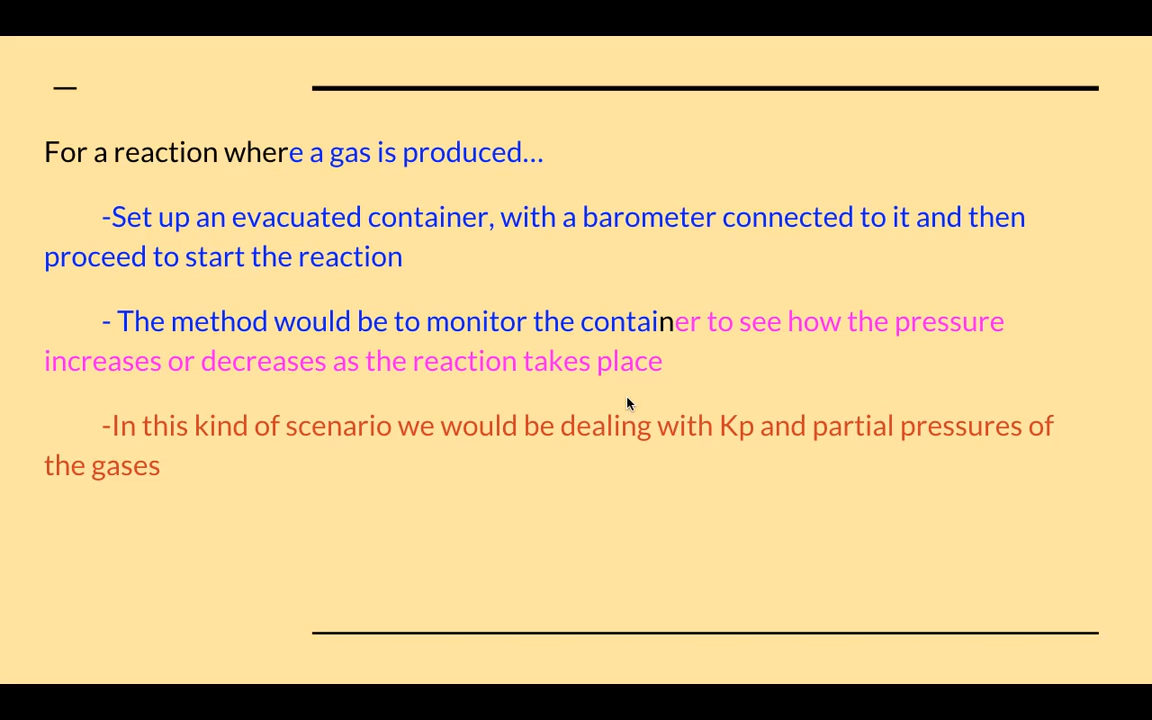 For a reaction where a gas is produced...
-Set up an evacuated container, with a barometer connected to it and then
proceed to start the reaction
- The method would be to monitor the container to see how the pressure
increases or decreases as the reaction takes place
-In this kind of scenario we would be dealing with Kp and partial pressures of
the gases